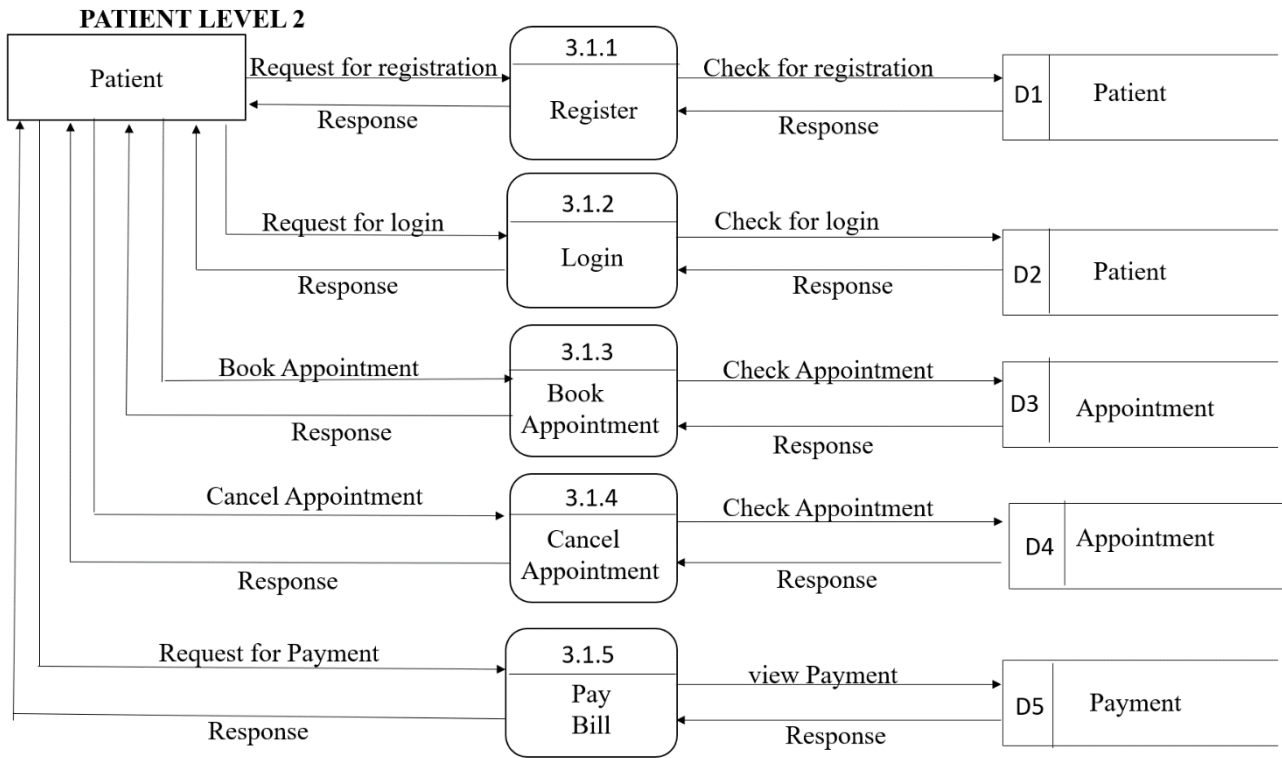 PATIENT LEVEL 2
Patient
Request for registration
Response
3.1.1
Register
Check for registration
Response
D1
Patient
Request for login
Response
3.1.2
Login
Check for login
Response
D2
Patient
Book Appointment
Response
3.1.3
Book
Appointment
Check Appointment
Response
D3
Appointment
Cancel Appointment
Response
3.1.4
Cancel
Appointment
Check Appointment
Response
D4
Appointment
Request for Payment
Response
3.1.5
Pay
Bill
view Payment
Response
D5
Payment